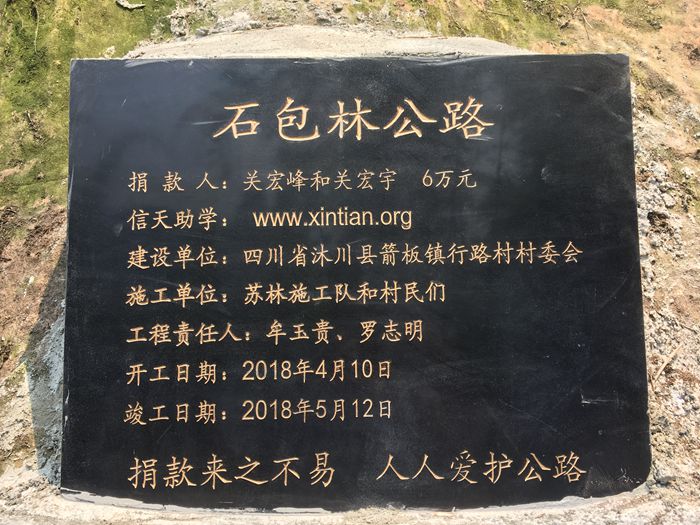 石包林公路
捐款人：关宏峰和关宏宇 6万元
信天助学： www.xintian.org
建设单位：四川省沐川县箭板镇行路村村委会
施工单位：苏林施工队和村民们
工程责任人：牟玉贵、罗志明
开工日期：2018年4月10日
竣工日期：2018年5月12日
捐款来之不易 人人爱护公路